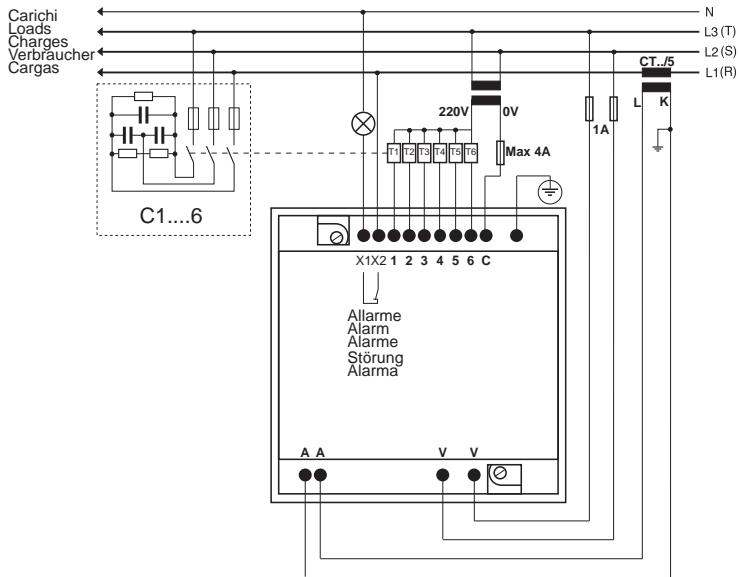 Carichi
Loads
Charges
Verbraucher
Cargas
N
L3 (T)
L2 (S)
L1(R)
CT../5
L K
220V 0V
1A
T1 T2 T3 T4 T5 T6
Max 4A
C1....6
X1X2 1 2 3 4 5 6 C
Allarme
Alarm
Alarme
Störung
Alarma
A A V V